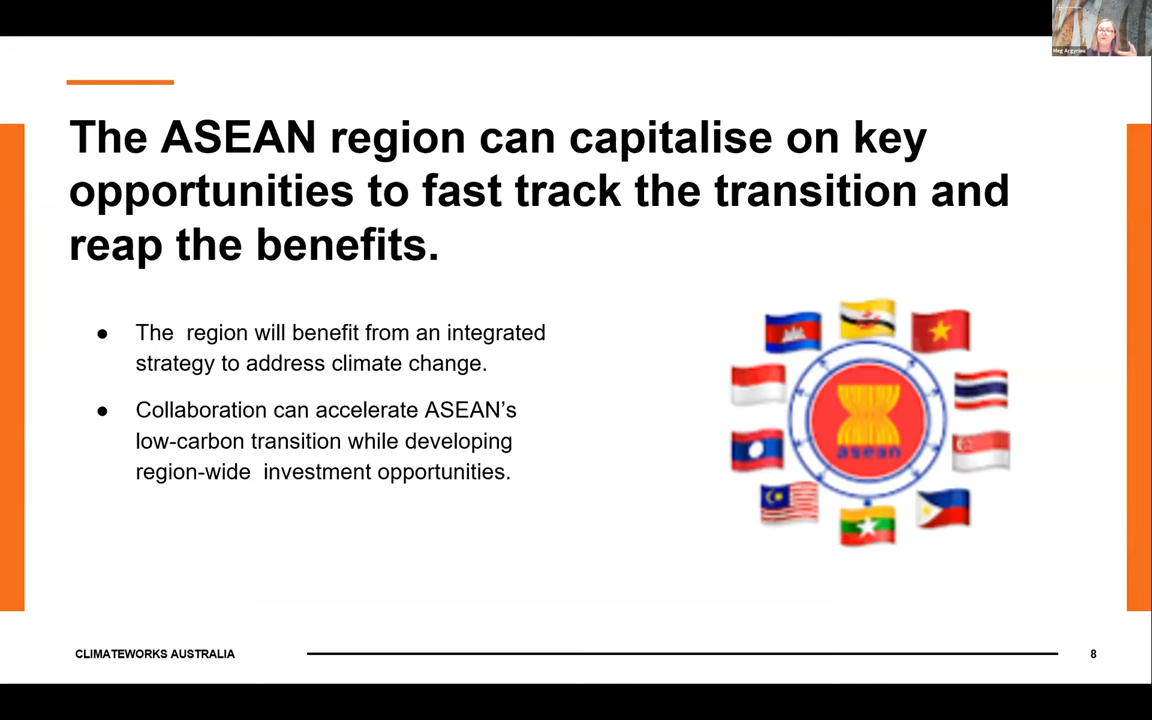 Meg Argyriou
The ASEAN region can capitalise on key
opportunities to fast track the transition and
reap the benefits.
● The region will benefit from an integrated
strategy to address climate change.
● Collaboration can accelerate ASEAN’s
low-carbon transition while developing
region-wide investment opportunities.
asean
CLIMATEWORKS AUSTRALIA
8